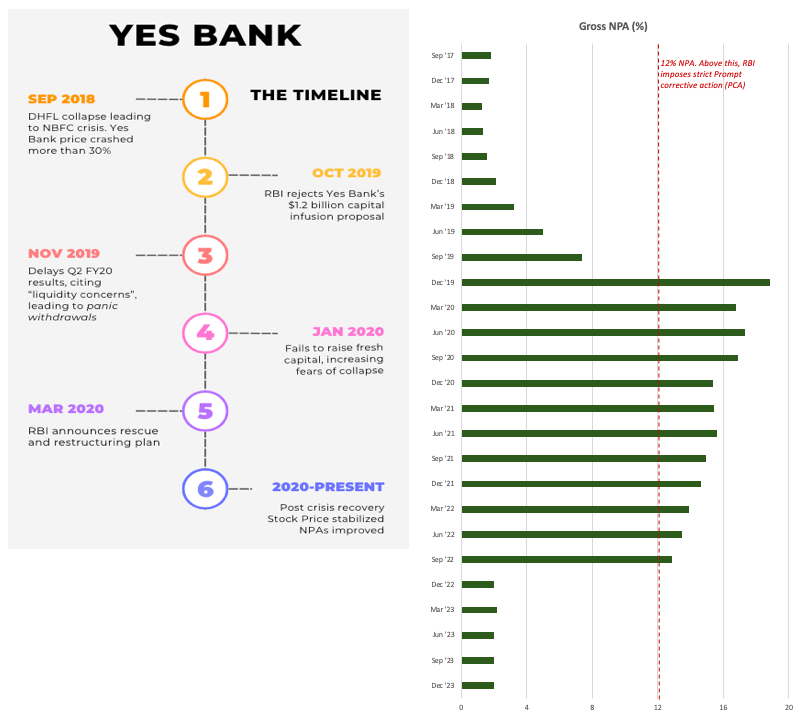 YES BANK
THE TIMELINE
1
SEP 2018
DHFL collapse leading
to NBFC crisis. Yes
Bank price crashed
more than 30%
2
OCT 2019
RBI rejects Yes Bank's
$1.2 billion capital
infusion proposal
3
NOV 2019
Delays Q2 FY20
results, citing
“liquidity concerns”,
leading to panic
withdrawals
4
JAN 2020
Fails to raise fresh
capital, increasing
fears of collapse
5
MAR 2020
RBI announces rescue
and restructuring plan
6
2020-PRESENT
Post crisis recovery
Stock Price stabilized
NPAs improved
Gross NPA (%)
12% NPA. Above this, RBI
imposes strict Prompt
corrective action (PCA)
Sep '17
Dec '17
Mar '18
Jun '18
Sep '18
Dec '18
Mar '19
Jun '19
Sep '19
Dec '19
Mar '20
Jun '20
Sep '20
Dec '20
Mar '21
Jun '21
Sep '21
Dec '21
Mar '22
Jun '22
Sep '22
Dec '22
Mar '23
Jun '23
Sep '23
Dec '23
0 4 8 12 16 20